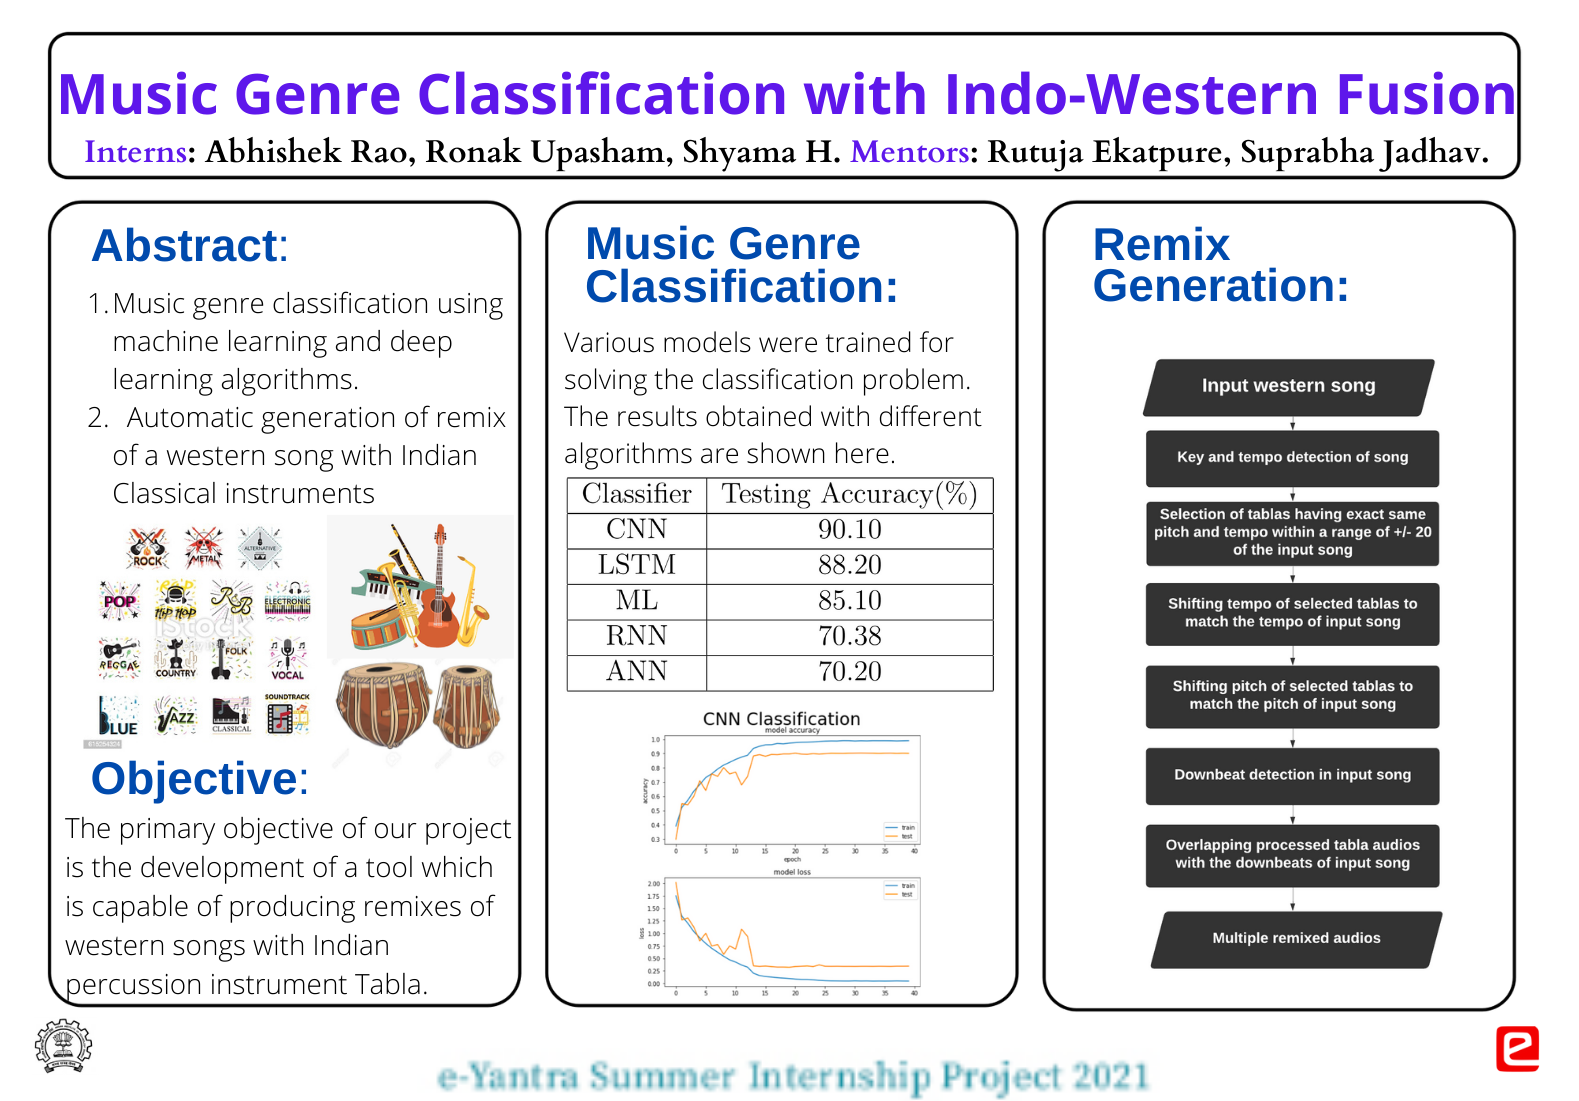 Music Genre Classification with Indo-Western Fusion
Interns: Abhishek Rao, Ronak Upasham, Shyama H. Mentors: Rutuja Ekatpure, Suprabha Jadhav.
Abstract:
1. Music genre classification using
machine learning and deep
learning algorithms.
2. Automatic generation of remix
of a western song with Indian
Classical instruments
ROCK
METAL
ALTERNATIVE
POP
RAP
HIP HOP
R&B
ELECTRONIC
iStock
REGGAE
COUNTRY
FOLK
VOCAL
BLUE
JAZZ
CLASSICAL
SOUNDTRACK
Objective:
The primary objective of our project
is the development of a tool which
is capable of producing remixes of
western songs with Indian
percussion instrument Tabla.
Music Genre
Classification:
Various models were trained for
solving the classification problem.
The results obtained with different
algorithms are shown here.
Classifier Testing Accuracy(%)
CNN 90.10
LSTM 88.20
ML 85.10
RNN 70.38
ANN 70.20
CNN Classification
model accuracy
1.0
0.9
0.8
0.7
0.6
0.5
0.4
0.3
accuracy
train
test
0 5 10 15 20 25 30 35 40
epoch
model loss
2.00
1.75
1.50
1.25
1.00
0.75
0.50
0.25
0.00
loss
train
test
0 5 10 15 20 25 30 35 40
Remix
Generation:
Input western song
Key and tempo detection of song
Selection of tablas having exact same
pitch and tempo within a range of +/- 20
of the input song
Shifting tempo of selected tablas to
match the tempo of input song
Shifting pitch of selected tablas to
match the pitch of input song
Downbeat detection in input song
Overlapping processed tabla audios
with the downbeats of input song
Multiple remixed audios
e-Yantra Summer Internship Project 2021